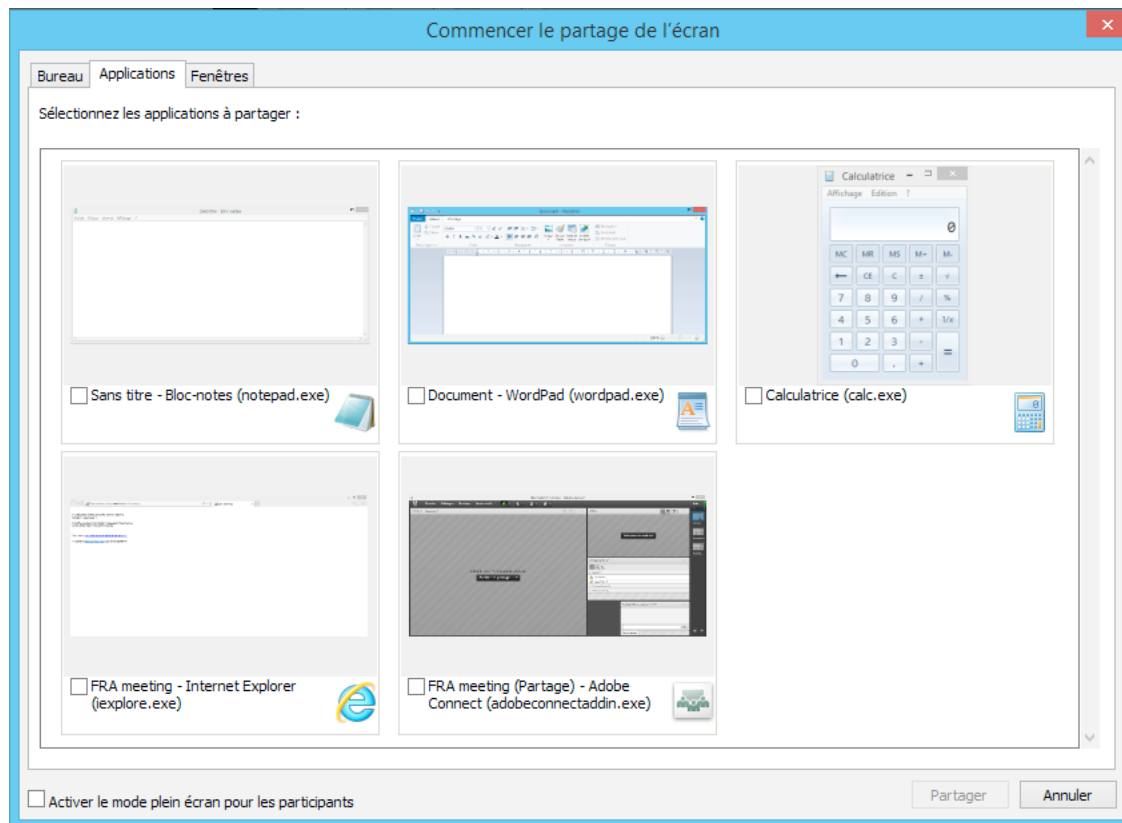 Commencer le partage de l'écran
Bureau Applications Fenêtres
Sélectionnez les applications à partager :
Calculatrice
Affichage Edition ?
0
MC MR MS M+ M-
← CE C ± √
7 8 9 / %
4 5 6 * 1/x
1 2 3 - =
0 . +
Sans titre - Bloc-notes (notepad.exe)
Document - WordPad (wordpad.exe)
Calculatrice (calc.exe)
FRA meeting - Internet Explorer
(iexplore.exe)
FRA meeting (Partage) - Adobe
Connect (adobeconnectaddin.exe)
Activer le mode plein écran pour les participants
Partager Annuler